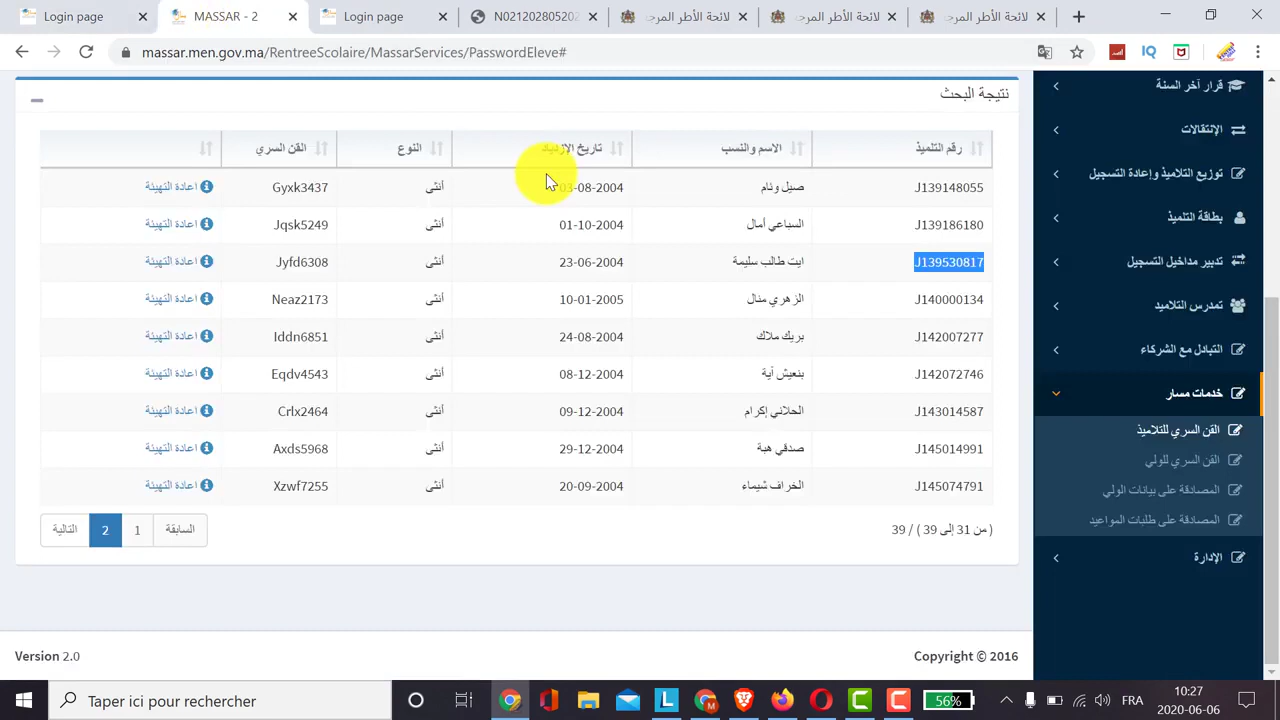 Login page
MASSAR - 2
Login page
N021202805202
لائحة الأطر المرجـ
لائحة الأطر المرجـ
لائحة الأطر المرجـ
massar.men.gov.ma/RentreeScolaire/MassarServices/PasswordEleve#
نتيجة البحث
رقم التلميذ الاسم والنسب تاريخ الازدياد النوع القن السري
J139148055 صيل وئام 03-08-2004 أنثى Gyxk3437 اعادة التهيئة
J139186180 السباعي أمال 01-10-2004 أنثى Jqsk5249 اعادة التهيئة
J139530817 ايت طالب سليمة 23-06-2004 أنثى Jyfd6308 اعادة التهيئة
J140000134 الزهري منال 10-01-2005 أنثى Neaz2173 اعادة التهيئة
J142007277 بريك ملاك 24-08-2004 أنثى Iddn6851 اعادة التهيئة
J142072746 بنعيش آية 08-12-2004 أنثى Eqdv4543 اعادة التهيئة
J143014587 الحلاني إكرام 09-12-2004 أنثى Crlx2464 اعادة التهيئة
J145014991 صدقي هبة 29-12-2004 أنثى Axds5968 اعادة التهيئة
J145074791 الخراف شيماء 20-09-2004 أنثى Xzwf7255 اعادة التهيئة
( من 31 إلى 39 ) / 39
السابقة 1 2 التالية
قرار آخر السنة
الإنتقالات
توزيع التلاميذ وإعادة التسجيل
بطاقة التلميذ
تدبير مداخيل التسجيل
تمدرس التلاميد
التبادل مع الشركاء
خدمات مسار
القن السري للتلاميذ
القن السري للولي
المصادقة على بيانات الولي
المصادقة على طلبات المواعيد
الإدارة
Version 2.0
Copyright © 2016
Taper ici pour rechercher
56%
FRA
10:27
2020-06-06